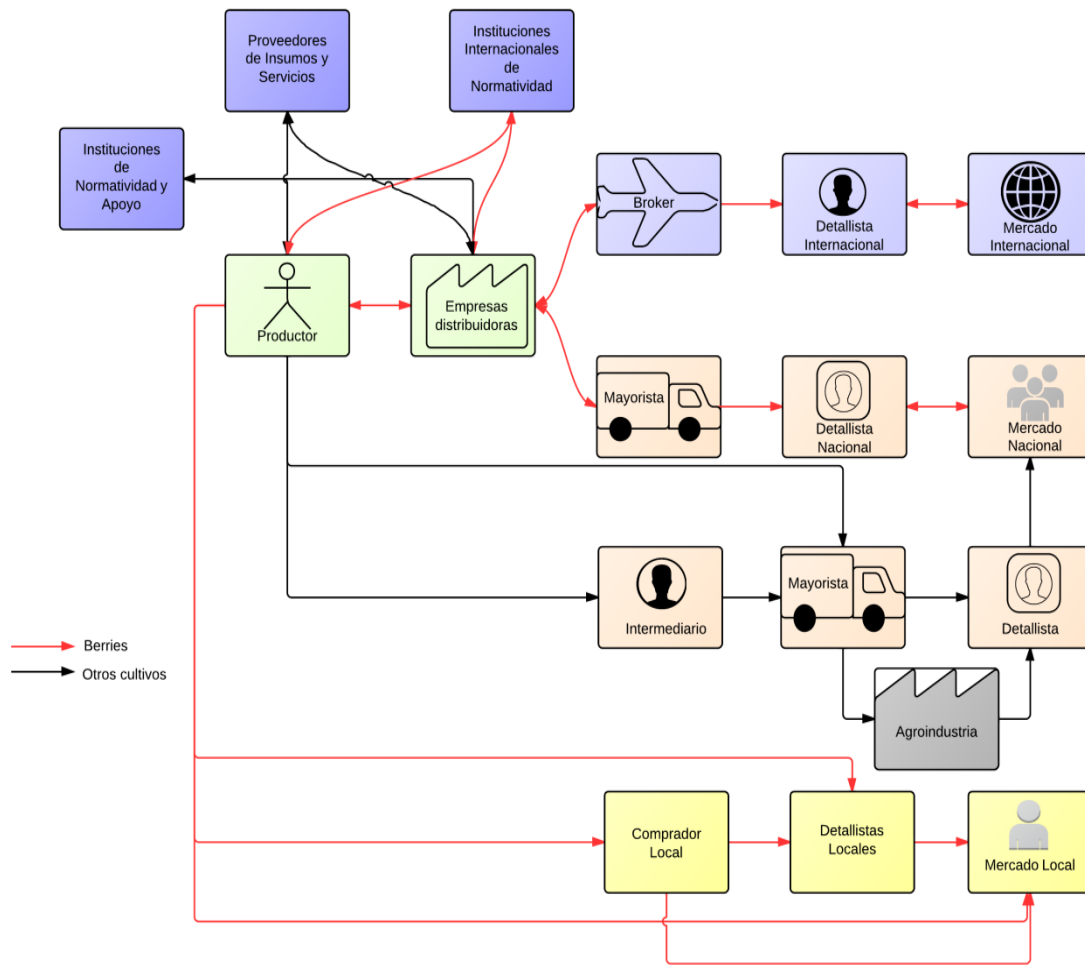 Proveedores
de Insumos y
Servicios
Instituciones
Internacionales
de
Normatividad
Instituciones
de
Normatividad y
Apoyo
Broker
Detallista
Internacional
Mercado
Internacional
Productor
Empresas
distribuidoras
Mayorista
Detallista
Nacional
Mercado
Nacional
Intermediario
Mayorista
Detallista
Berries
Otros cultivos
Agroindustria
Comprador
Local
Detallistas
Locales
Mercado Local